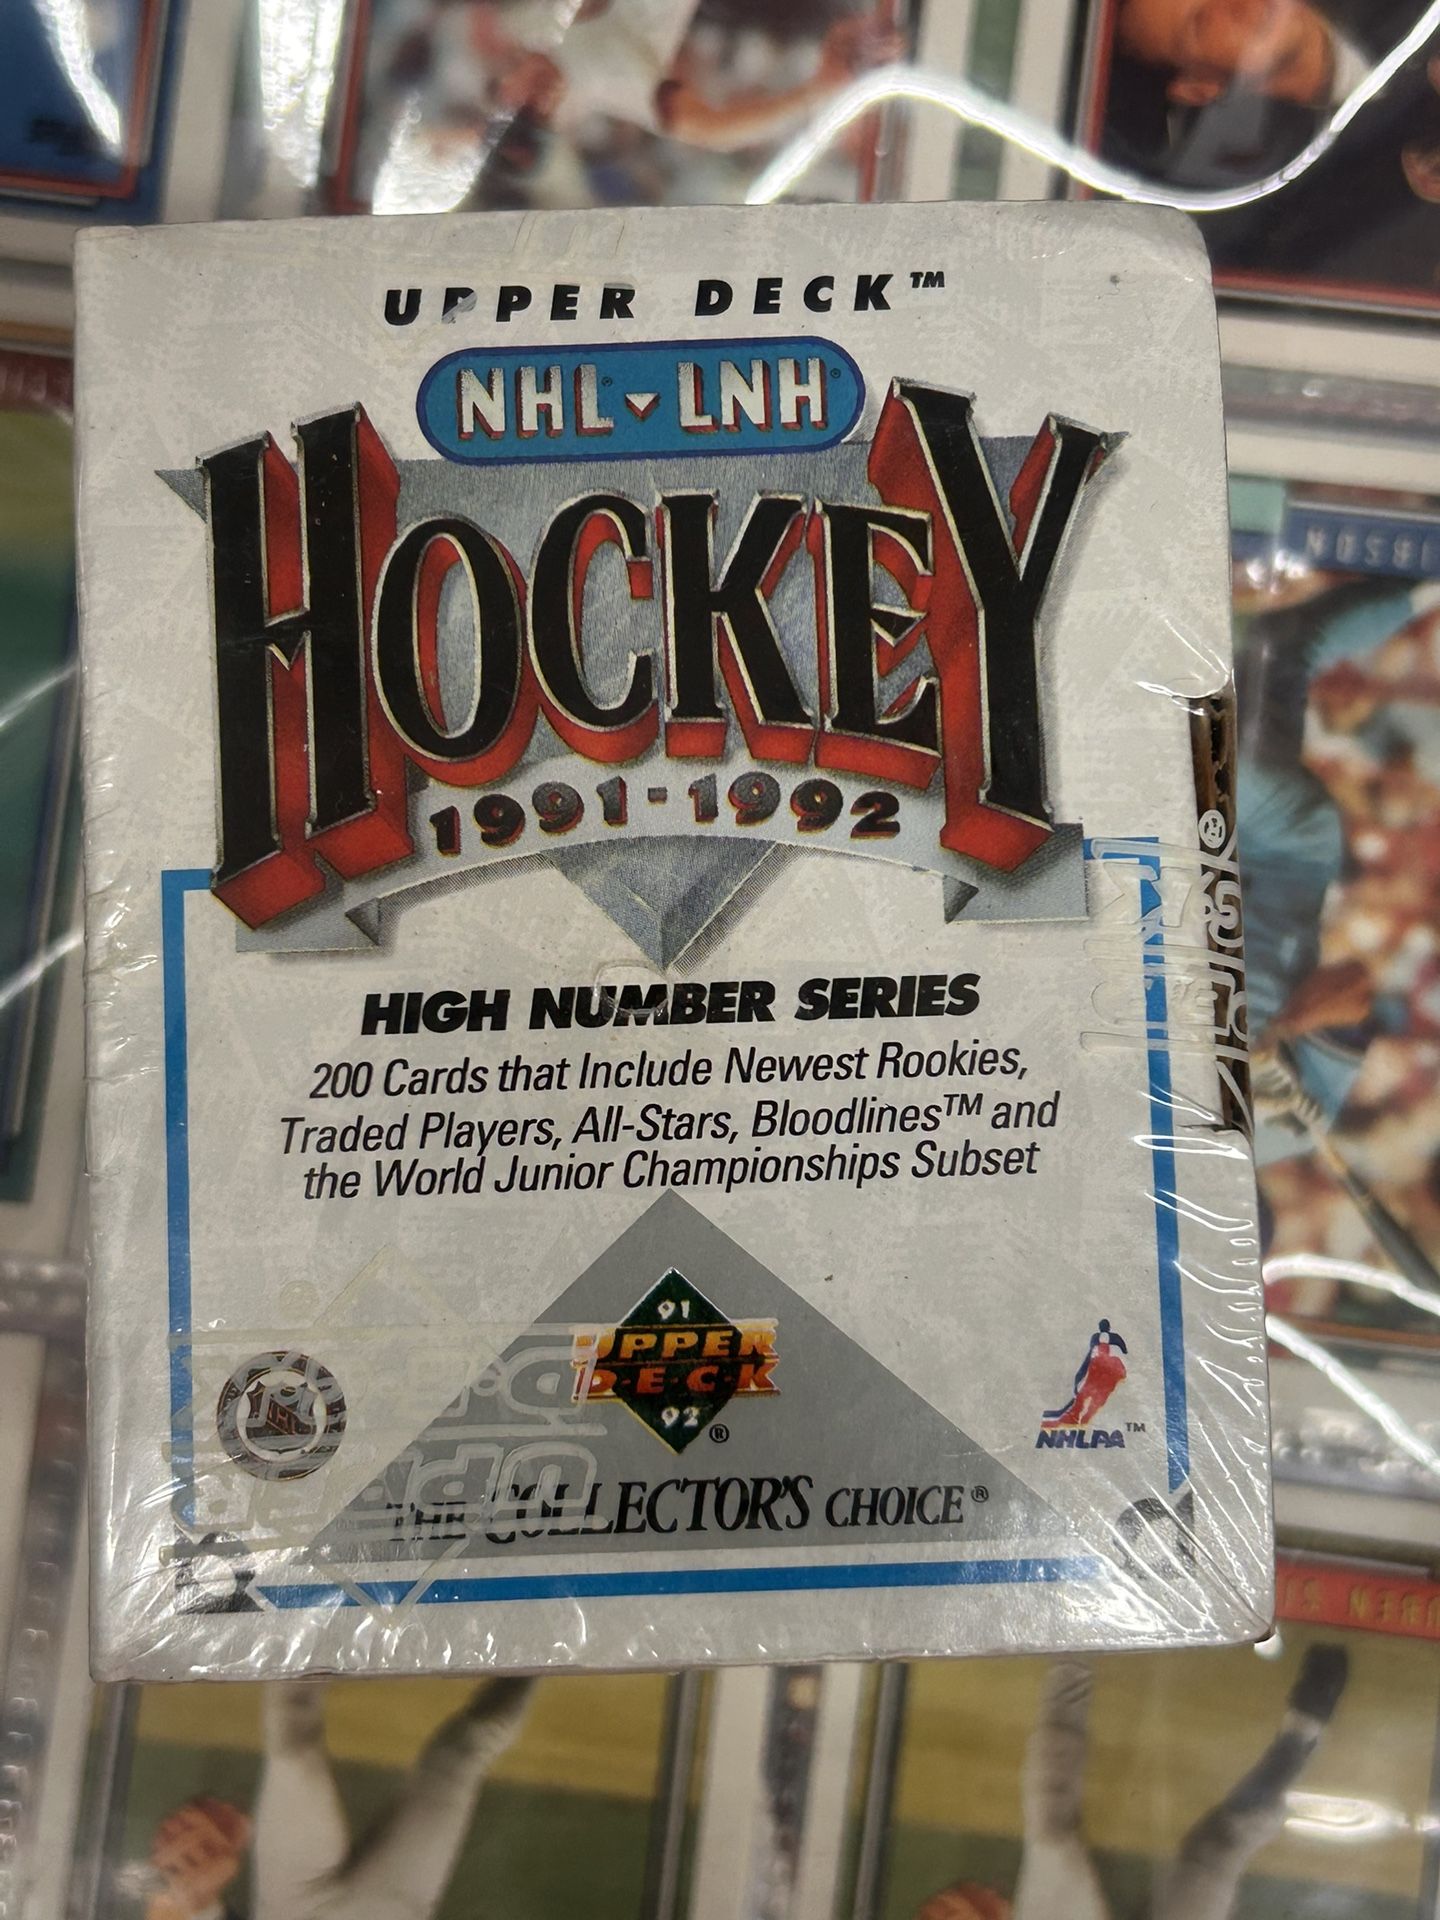 UPPER DECK™
NHL® LNH®
HOCKEY
1991-1992
HIGH NUMBER SERIES
200 Cards that Include Newest Rookies,
Traded Players, All-Stars, Bloodlines™ and
the World Junior Championships Subset
91
UPPER
D·E·C·K
92®
NHL
NHLPA™
THE COLLECTOR'S CHOICE®